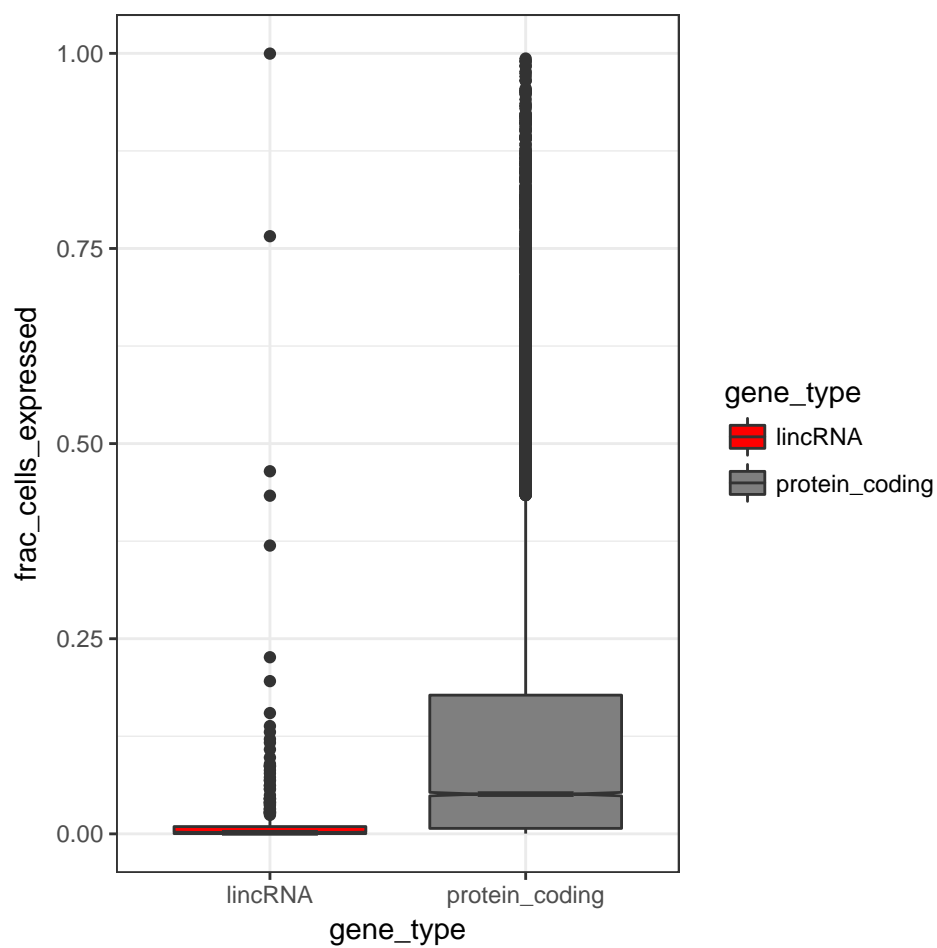 1.00
0.75
0.50
0.25
0.00
frac_cells_expressed
lincRNA protein_coding
gene_type
gene_type
lincRNA
protein_coding